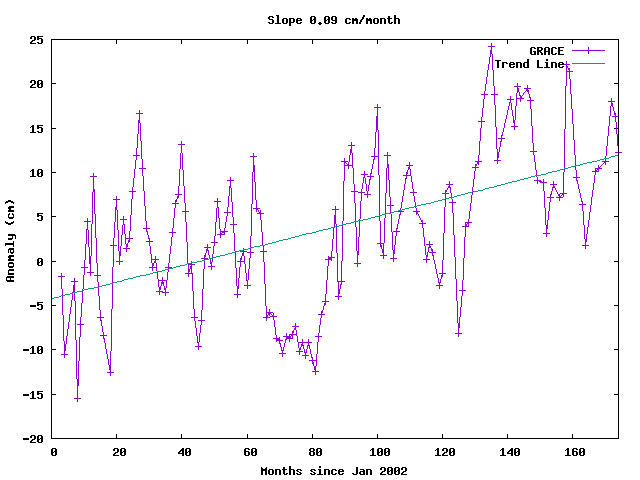 Slope 0.09 cm/month
GRACE
Trend Line
25
20
15
10
5
0
-5
-10
-15
-20
Anomaly (cm)
0 20 40 60 80 100 120 140 160
Months since Jan 2002